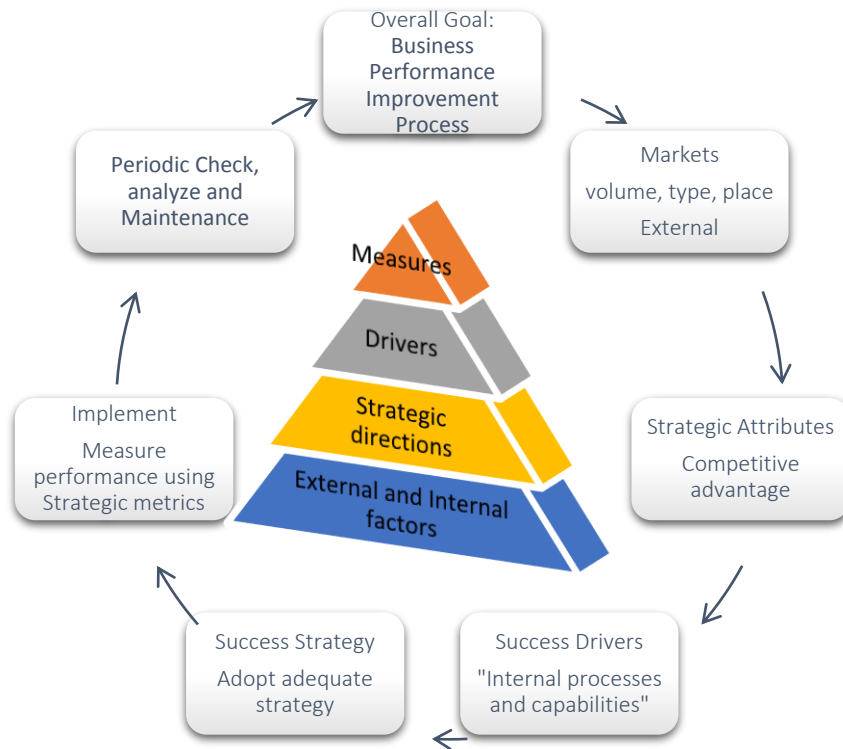 Overall Goal:
Business
Performance
Improvement
Process
Markets
volume, type, place
External
Strategic Attributes
Competitive
advantage
Success Drivers
"Internal processes
and capabilities"
Success Strategy
Adopt adequate
strategy
Implement
Measure
performance using
Strategic metrics
Periodic Check,
analyze and
Maintenance
Measures
Drivers
Strategic
directions
External and Internal
factors